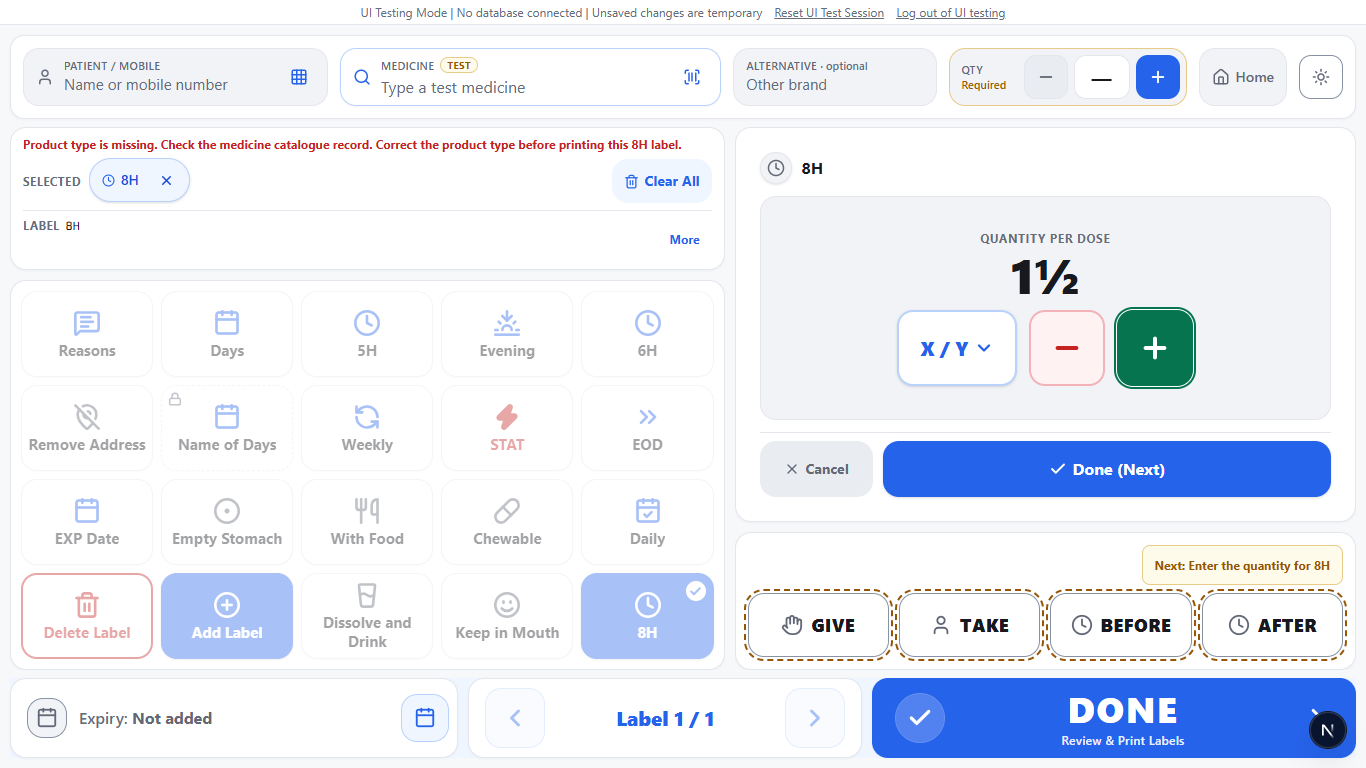 UI Testing Mode | No database connected | Unsaved changes are temporary Reset UI Test Session Log out of UI testing
PATIENT / MOBILE
Name or mobile number
MEDICINE TEST
Type a test medicine
ALTERNATIVE · optional
Other brand
QTY
Required
— 
Home
Product type is missing. Check the medicine catalogue record. Correct the product type before printing this 8H label.
SELECTED 8H Clear All
LABEL 8H
More
8H
QUANTITY PER DOSE
1½
X / Y
Cancel Done (Next)
Reasons Days 5H Evening 6H
Remove Address Name of Days Weekly STAT EOD
EXP Date Empty Stomach With Food Chewable Daily
Delete Label Add Label Dissolve and Drink Keep in Mouth 8H
Next: Enter the quantity for 8H
GIVE TAKE BEFORE AFTER
Expiry: Not added
Label 1 / 1
DONE
Review & Print Labels
N